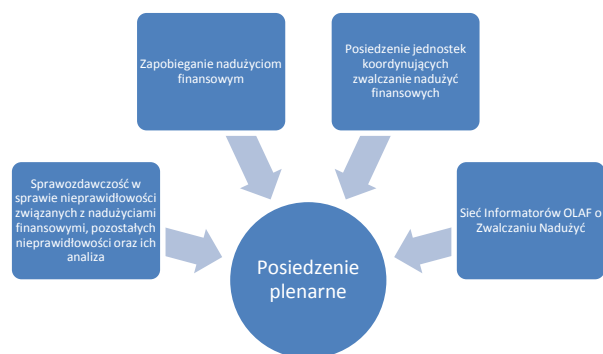 Zapobieganie nadużyciom
finansowym
Posiedzenie jednostek
koordynujących
zwalczanie nadużyć
finansowych
Sprawozdawczość w
sprawie nieprawidłowości
związanych z nadużyciami
finansowymi, pozostałych
nieprawidłowości oraz ich
analiza
Sieć Informatorów OLAF o
Zwalczaniu Nadużyć
Posiedzenie
plenarne